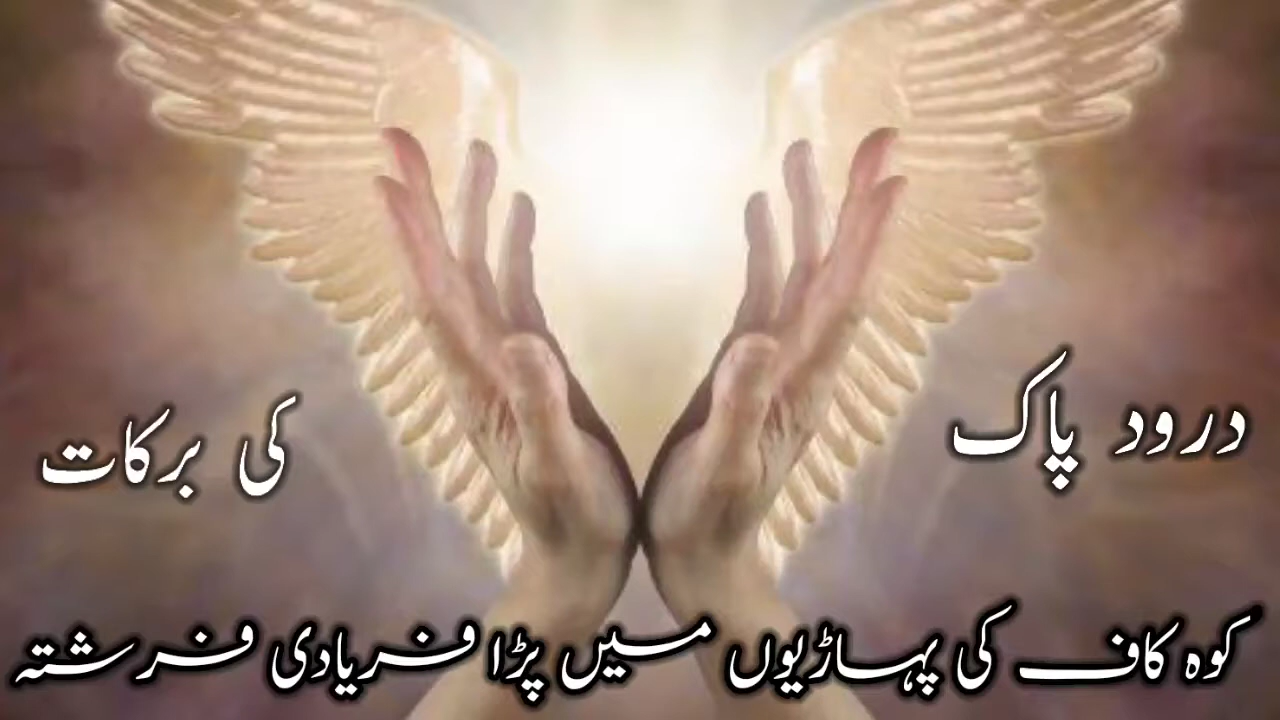 درود پاک کی برکات
کوہ کاف کی پہاڑیوں میں پڑا فریادی فرشتہ